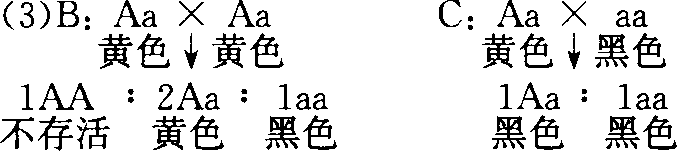 (3)B: Aa × Aa C: Aa × aa
黄色↓黄色 黄色↓黑色
1AA : 2Aa : 1aa 1Aa : 1aa
不存活 黄色 黑色 黑色 黑色